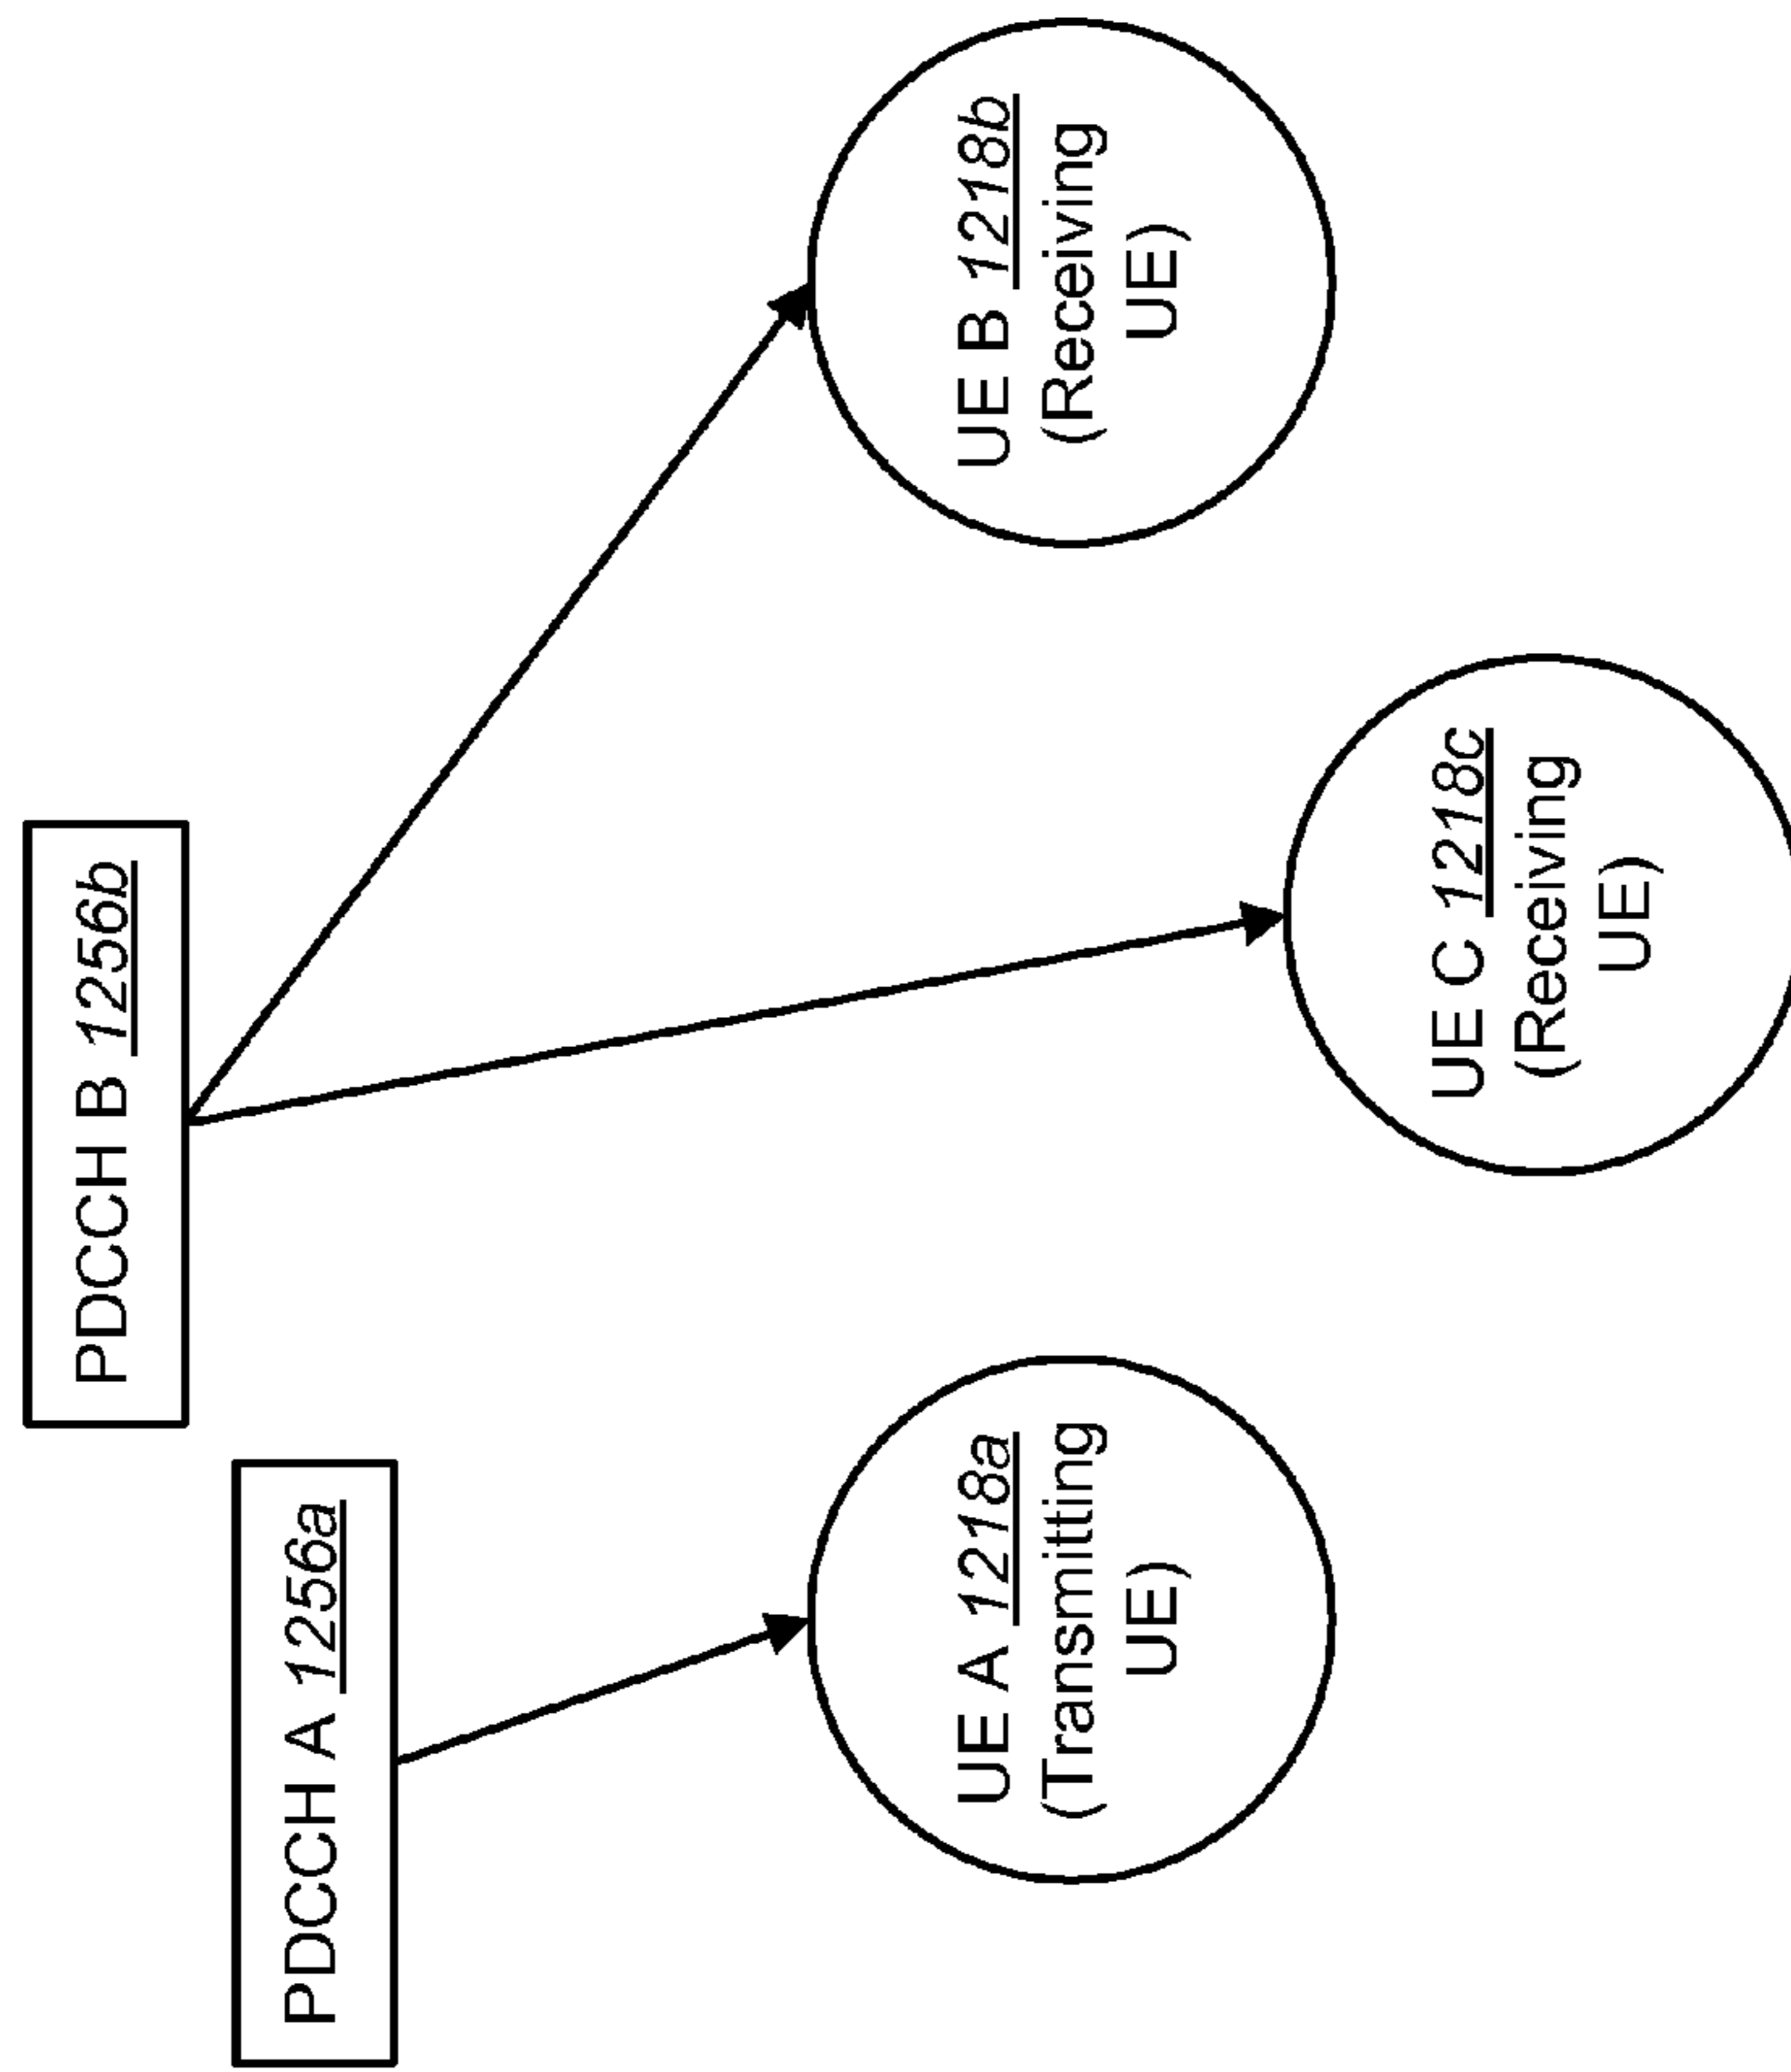 PDCCH B 1256b
PDCCH A 1256a
UE A 1218a
(Transmitting
UE)
UE B 1218b
(Receiving
UE)
UE C 1218c
(Receiving
UE)